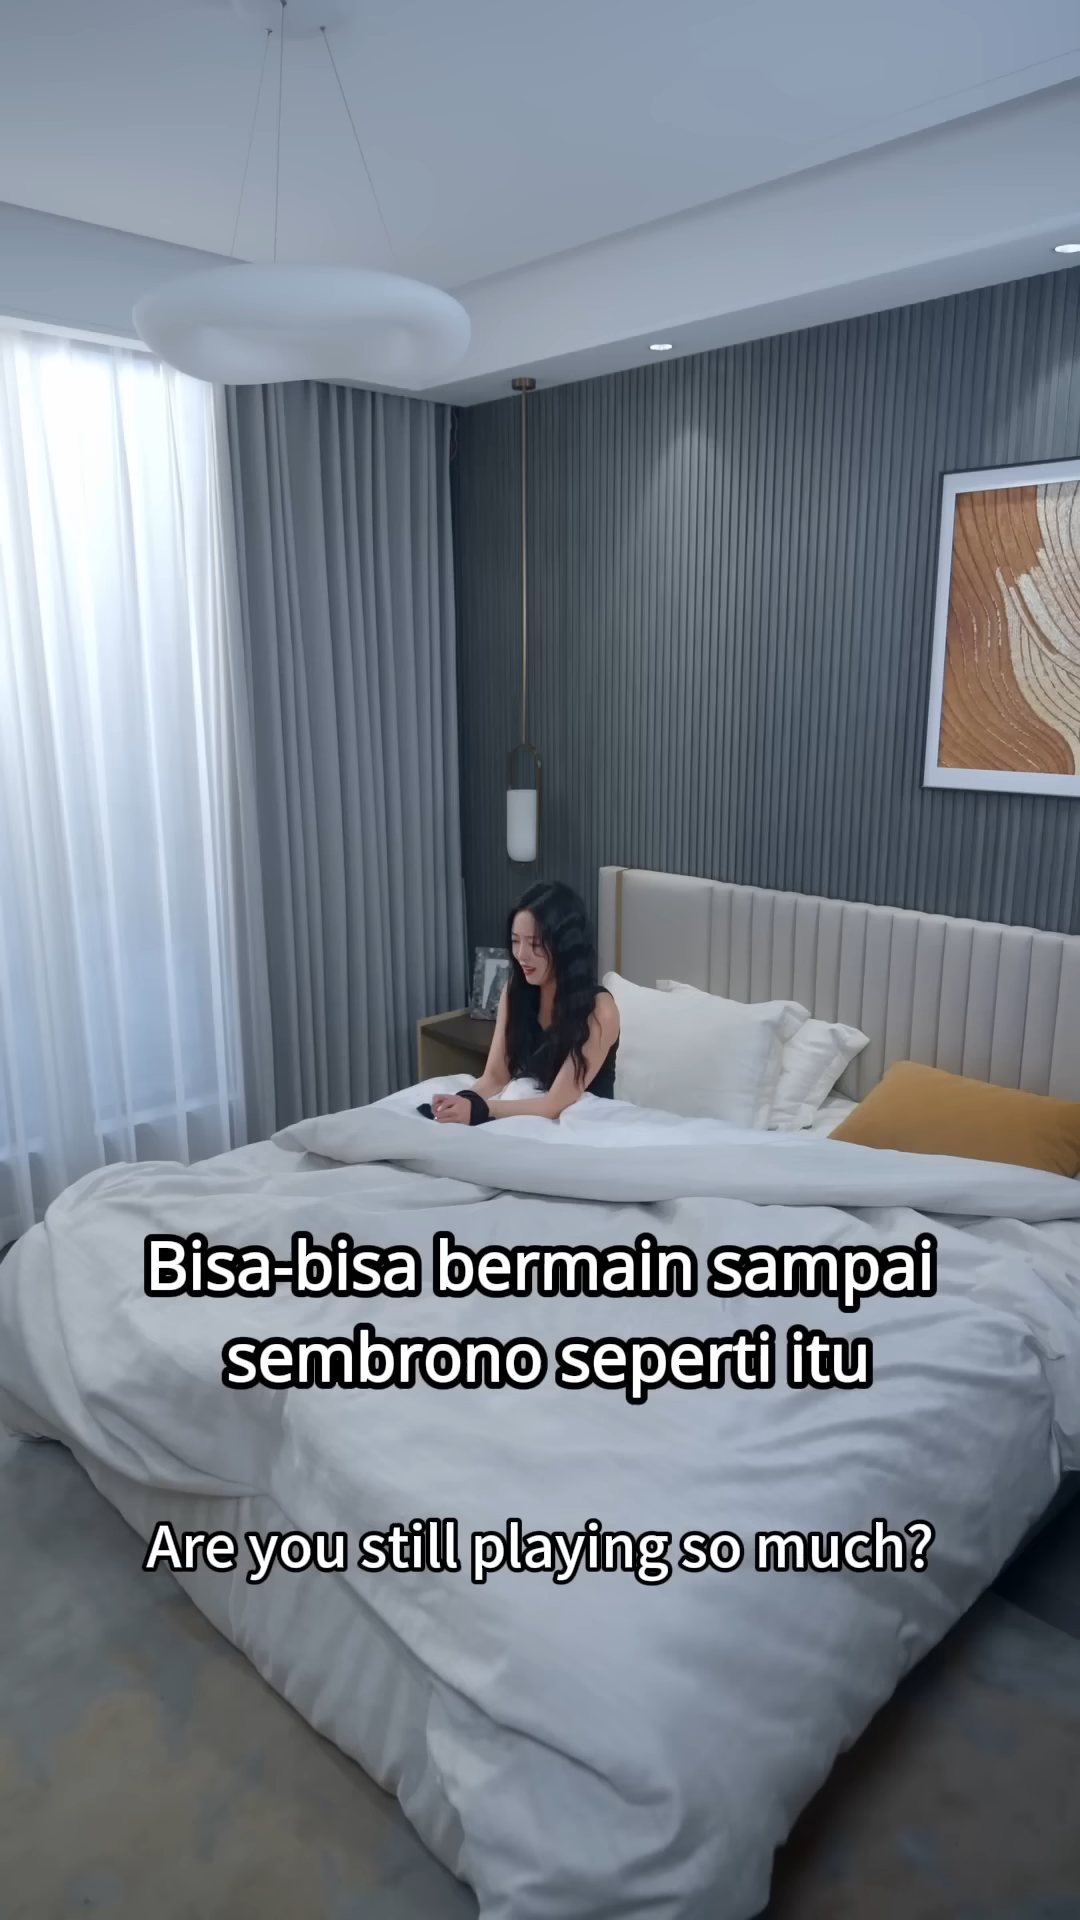 Bisa-bisa bermain sampai
sembrono seperti itu
Are you still playing so much?